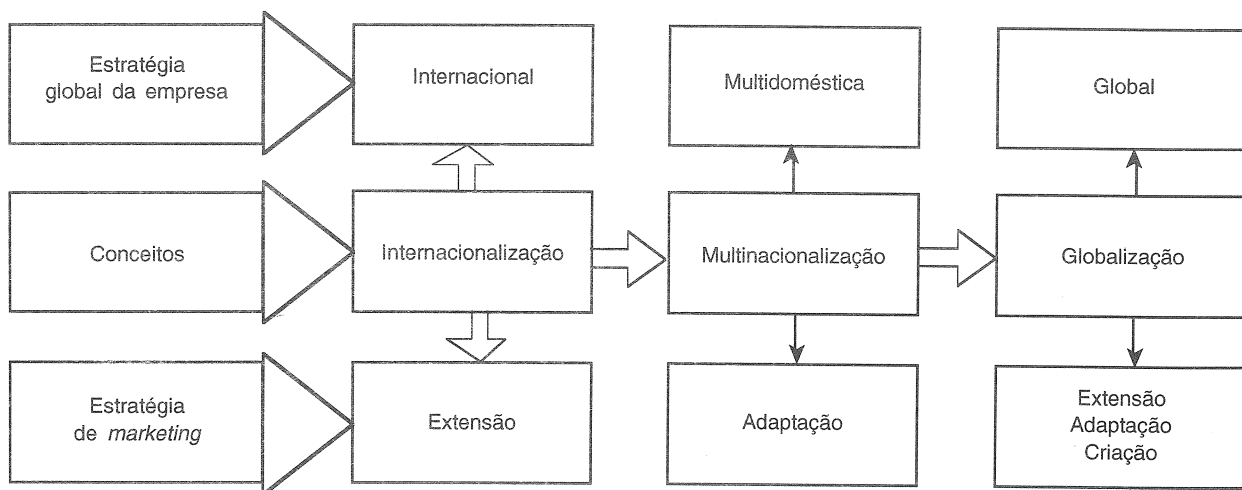 Estratégia
global da empresa
Internacional
Multidoméstica
Global
Conceitos
Internacionalização
Multinacionalização
Globalização
Estratégia
de marketing
Extensão
Adaptação
Extensão
Adaptação
Criação